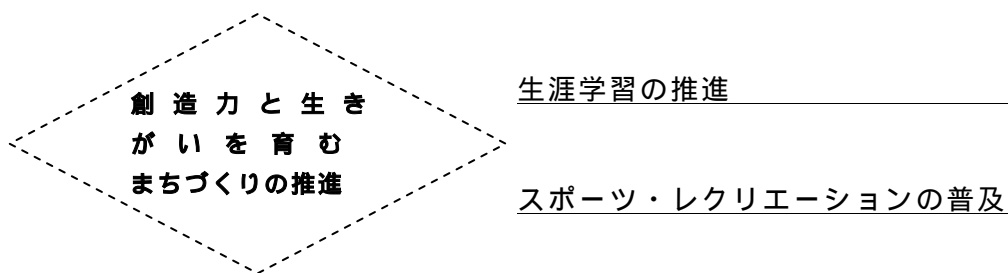 創造力と生き
がいを育む
まちづくりの推進
生涯学習の推進
スポーツ・レクリエーションの普及